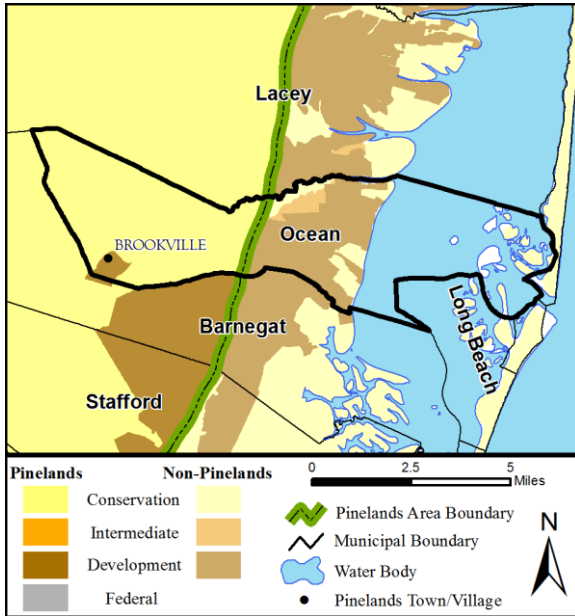 Lacey
BROOKVILLE
Ocean
Barnegat
Long Beach
Stafford
Pinelands Non-Pinelands
Conservation
Intermediate
Development
Federal
0 2.5 5
Miles
Pinelands Area Boundary
Municipal Boundary
Water Body
Pinelands Town/Village
N